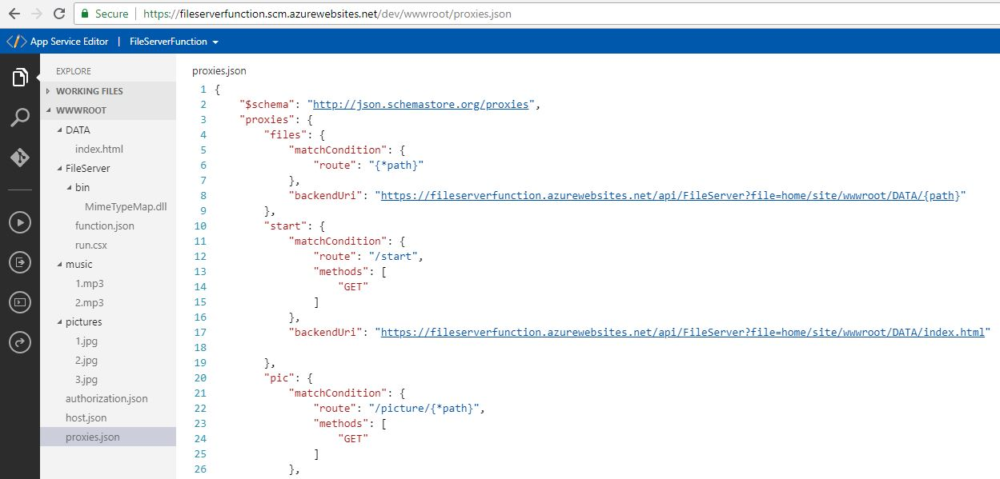 Secure | https://fileserverfunction.scm.azurewebsites.net/dev/wwwroot/proxies.json
App Service Editor | FileServerFunction
EXPLORE
WORKING FILES
WWWROOT
DATA
index.html
FileServer
bin
MimeTypeMap.dll
function.json
run.csx
music
1.mp3
2.mp3
pictures
1.jpg
2.jpg
3.jpg
authorization.json
host.json
proxies.json
proxies.json
1 {
2     "$schema": "http://json.schemastore.org/proxies",
3     "proxies": {
4         "files": {
5             "matchCondition": {
6                 "route": "{*path}"
7             },
8             "backendUri": "https://fileserverfunction.azurewebsites.net/api/FileServer?file=home/site/wwwroot/DATA/{path}"
9         },
10         "start": {
11             "matchCondition": {
12                 "route": "/start",
13                 "methods": [
14                     "GET"
15                 ]
16             },
17             "backendUri": "https://fileserverfunction.azurewebsites.net/api/FileServer?file=home/site/wwwroot/DATA/index.html"
18
19         },
20         "pic": {
21             "matchCondition": {
22                 "route": "/picture/{*path}",
23                 "methods": [
24                     "GET"
25                 ]
26             },